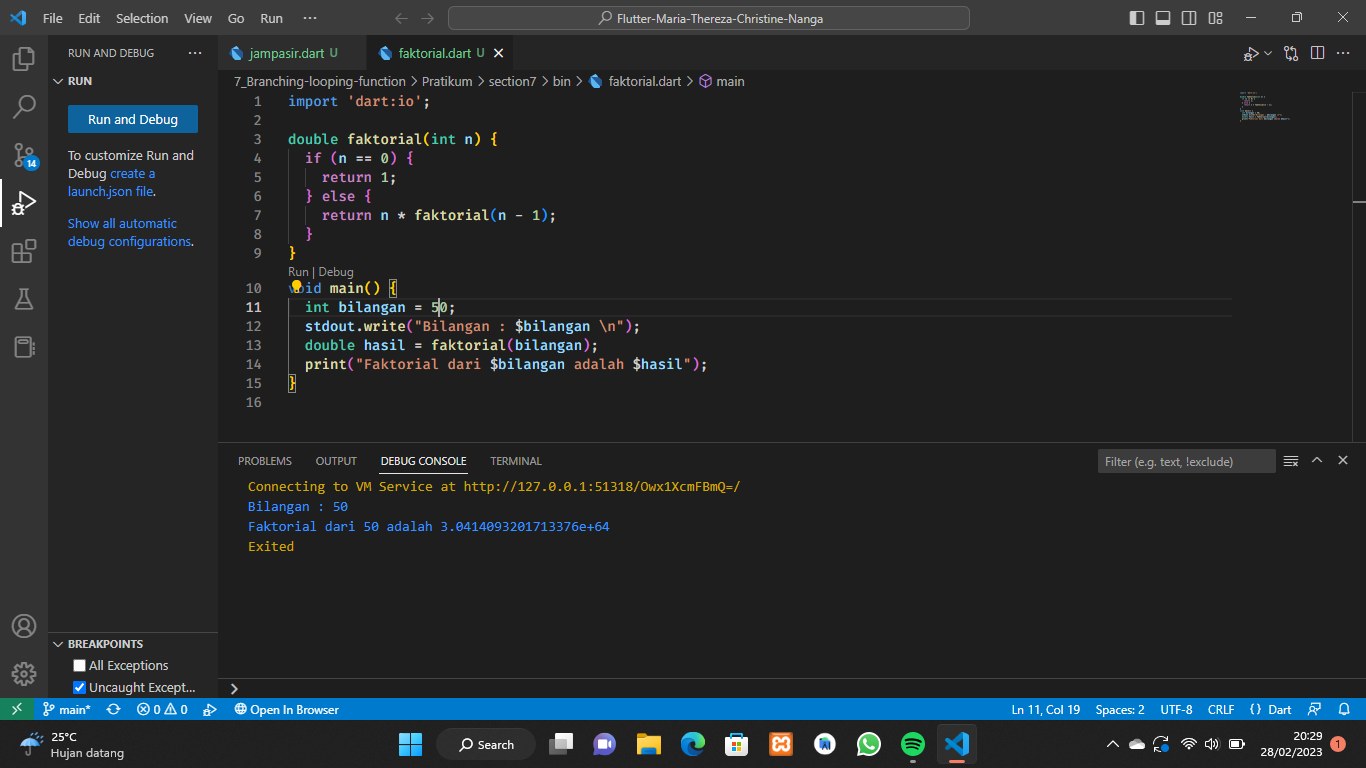 File Edit Selection View Go Run ··· Flutter-Maria-Thereza-Christine-Nanga
RUN AND DEBUG ···
RUN
Run and Debug
To customize Run and
Debug create a
launch.json file.
Show all automatic
debug configurations.
BREAKPOINTS
All Exceptions
Uncaught Except...
14
jampasir.dart U faktorial.dart U
7_Branching-looping-function > Pratikum > section7 > bin > faktorial.dart > main
1 import 'dart:io';
2
3 double faktorial(int n) {
4 if (n == 0) {
5 return 1;
6 } else {
7 return n * faktorial(n - 1);
8 }
9 }
Run | Debug
10 void main() {
11 int bilangan = 50;
12 stdout.write("Bilangan : $bilangan \n");
13 double hasil = faktorial(bilangan);
14 print("Faktorial dari $bilangan adalah $hasil");
15 }
16
PROBLEMS OUTPUT DEBUG CONSOLE TERMINAL Filter (e.g. text, !exclude)
Connecting to VM Service at http://127.0.0.1:51318/Owx1XcmFBmQ=/
Bilangan : 50
Faktorial dari 50 adalah 3.0414093201713376e+64
Exited
main* 0 0 Open In Browser Ln 11, Col 19 Spaces: 2 UTF-8 CRLF {} Dart
25°C
Hujan datang
Search
20:29
28/02/2023
1